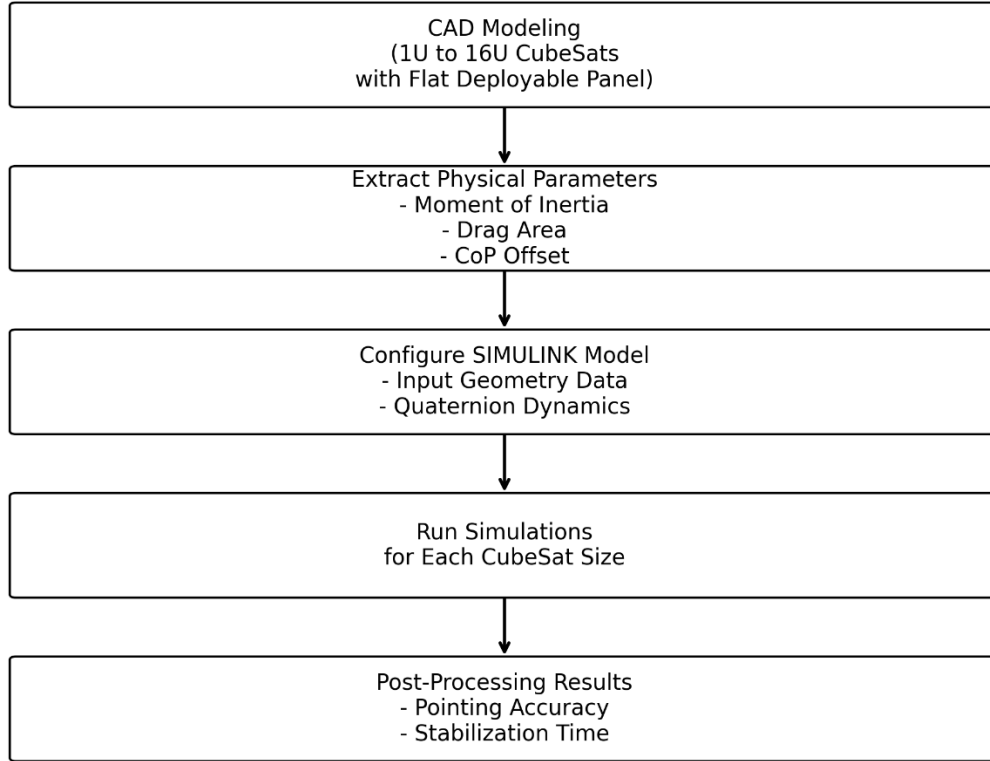 CAD Modeling
(1U to 16U CubeSats
with Flat Deployable Panel)
Extract Physical Parameters
- Moment of Inertia
- Drag Area
- CoP Offset
Configure SIMULINK Model
- Input Geometry Data
- Quaternion Dynamics
Run Simulations
for Each CubeSat Size
Post-Processing Results
- Pointing Accuracy
- Stabilization Time